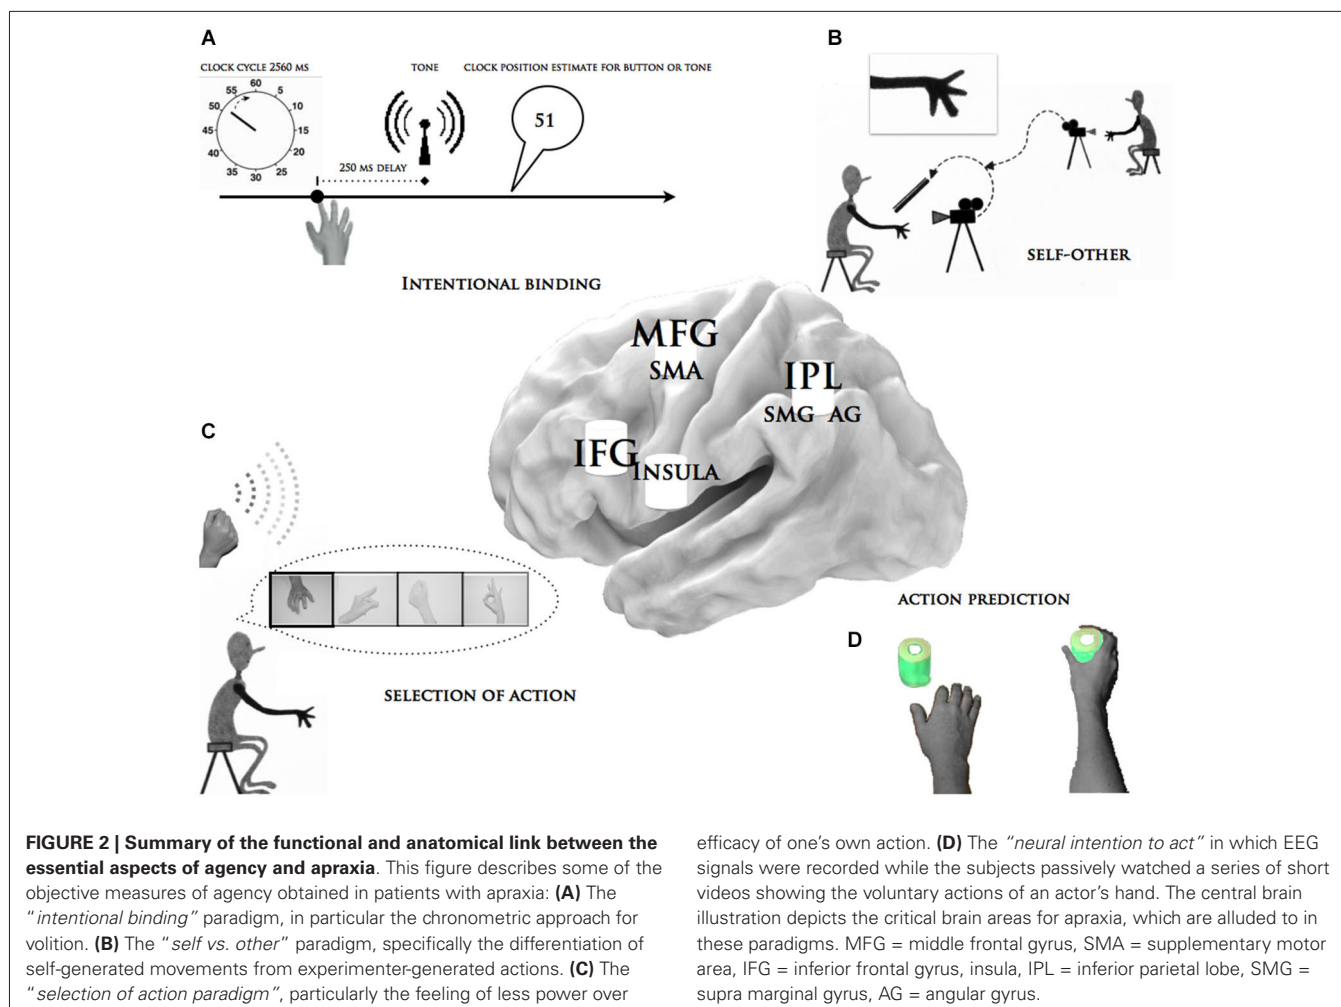 A
CLOCK CYCLE 2560 MS
60
5
10
15
20
25
30
35
40
45
50
55
TONE
CLOCK POSITION ESTIMATE FOR BUTTON OR TONE
51
250 MS DELAY
INTENTIONAL BINDING
B
SELF-OTHER
MFG
SMA
IPL
SMG AG
IFG
INSULA
C
SELECTION OF ACTION
ACTION PREDICTION
D
FIGURE 2 | Summary of the functional and anatomical link between the
essential aspects of agency and apraxia. This figure describes some of the
objective measures of agency obtained in patients with apraxia: (A) The
"intentional binding" paradigm, in particular the chronometric approach for
volition. (B) The "self vs. other" paradigm, specifically the differentiation of
self-generated movements from experimenter-generated actions. (C) The
"selection of action paradigm", particularly the feeling of less power over
efficacy of one's own action. (D) The "neural intention to act" in which EEG
signals were recorded while the subjects passively watched a series of short
videos showing the voluntary actions of an actor's hand. The central brain
illustration depicts the critical brain areas for apraxia, which are alluded to in
these paradigms. MFG = middle frontal gyrus, SMA = supplementary motor
area, IFG = inferior frontal gyrus, insula, IPL = inferior parietal lobe, SMG =
supra marginal gyrus, AG = angular gyrus.